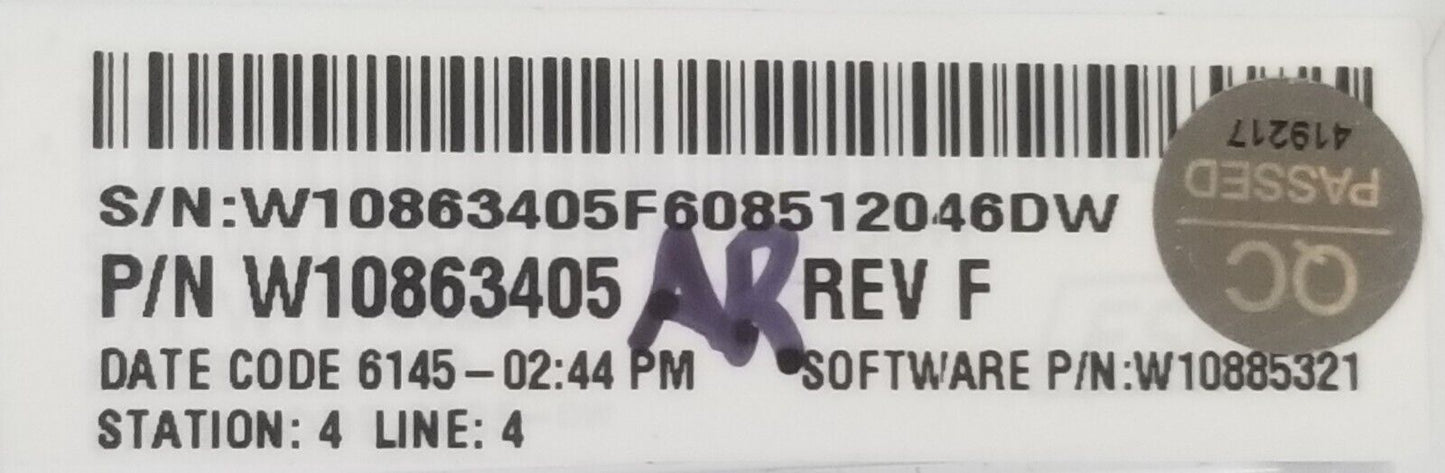 S/N:W10863405F608512046DW
P/N W10863405 AR REV F
DATE CODE 6145-02:44 PM SOFTWARE P/N:W10885321
STATION: 4 LINE: 4
QC
PASSED
419217